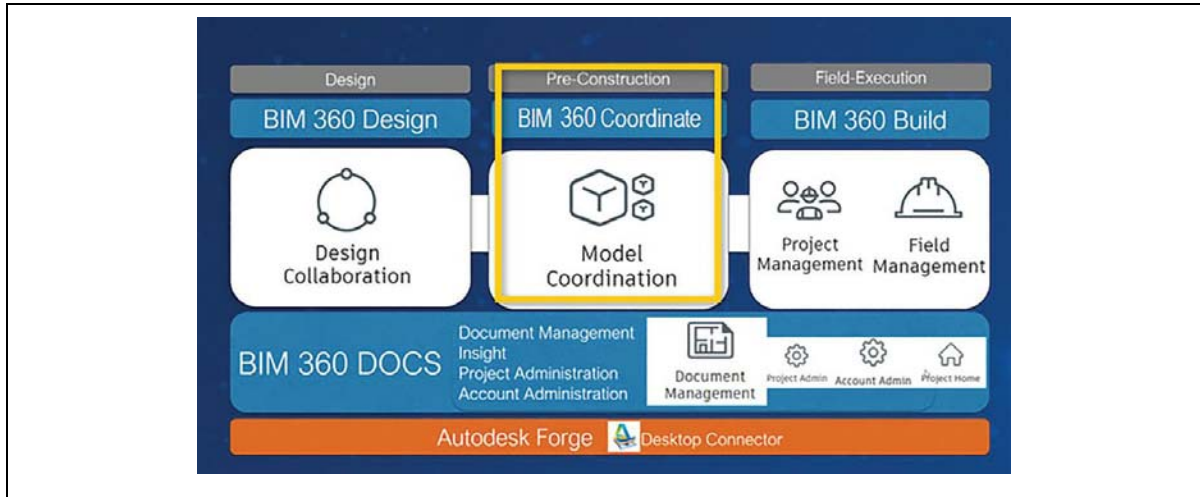 Design
Pre-Construction
Field-Execution
BIM 360 Design
BIM 360 Coordinate
BIM 360 Build
Design
Collaboration
Model
Coordination
Project
Management
Field
Management
BIM 360 DOCS
Document Management
Insight
Project Administration
Account Administration
Document
Management
Project Admin
Account Admin
Project Home
Autodesk Forge
Desktop Connector